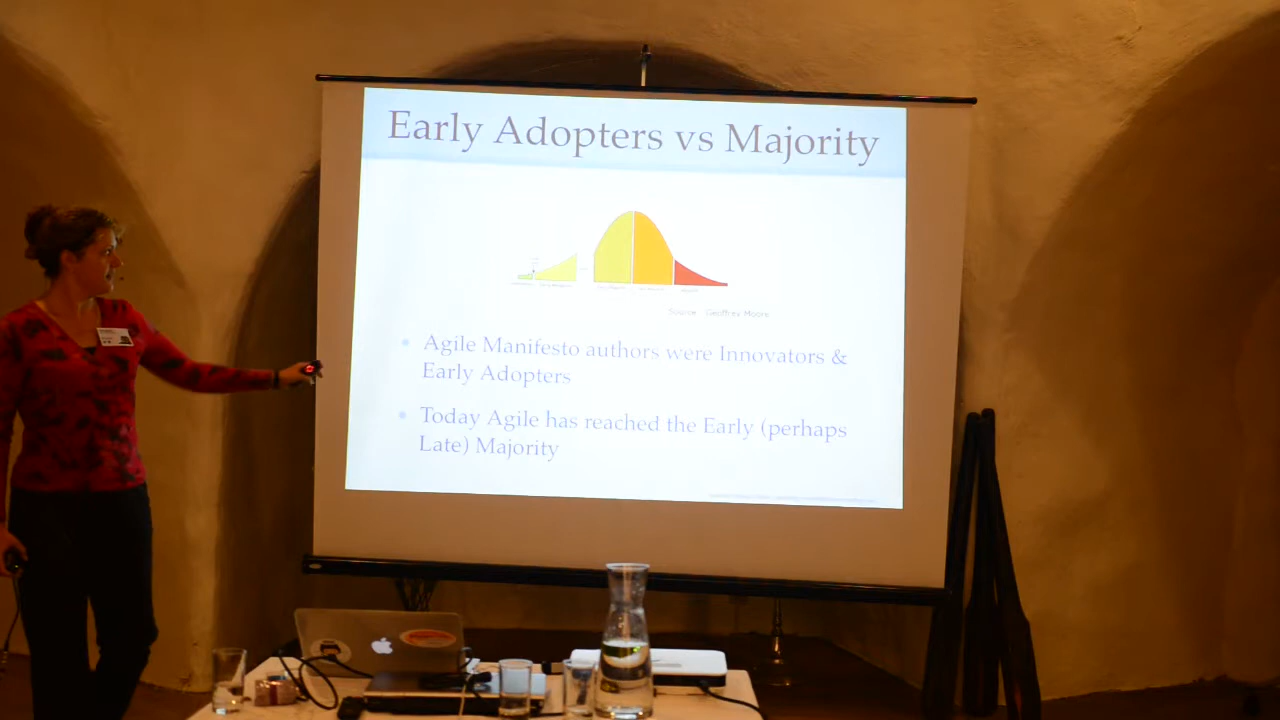 Early Adopters vs Majority
Source: Geoffrey Moore
• Agile Manifesto authors were Innovators &
Early Adopters
• Today Agile has reached the Early (perhaps
Late) Majority